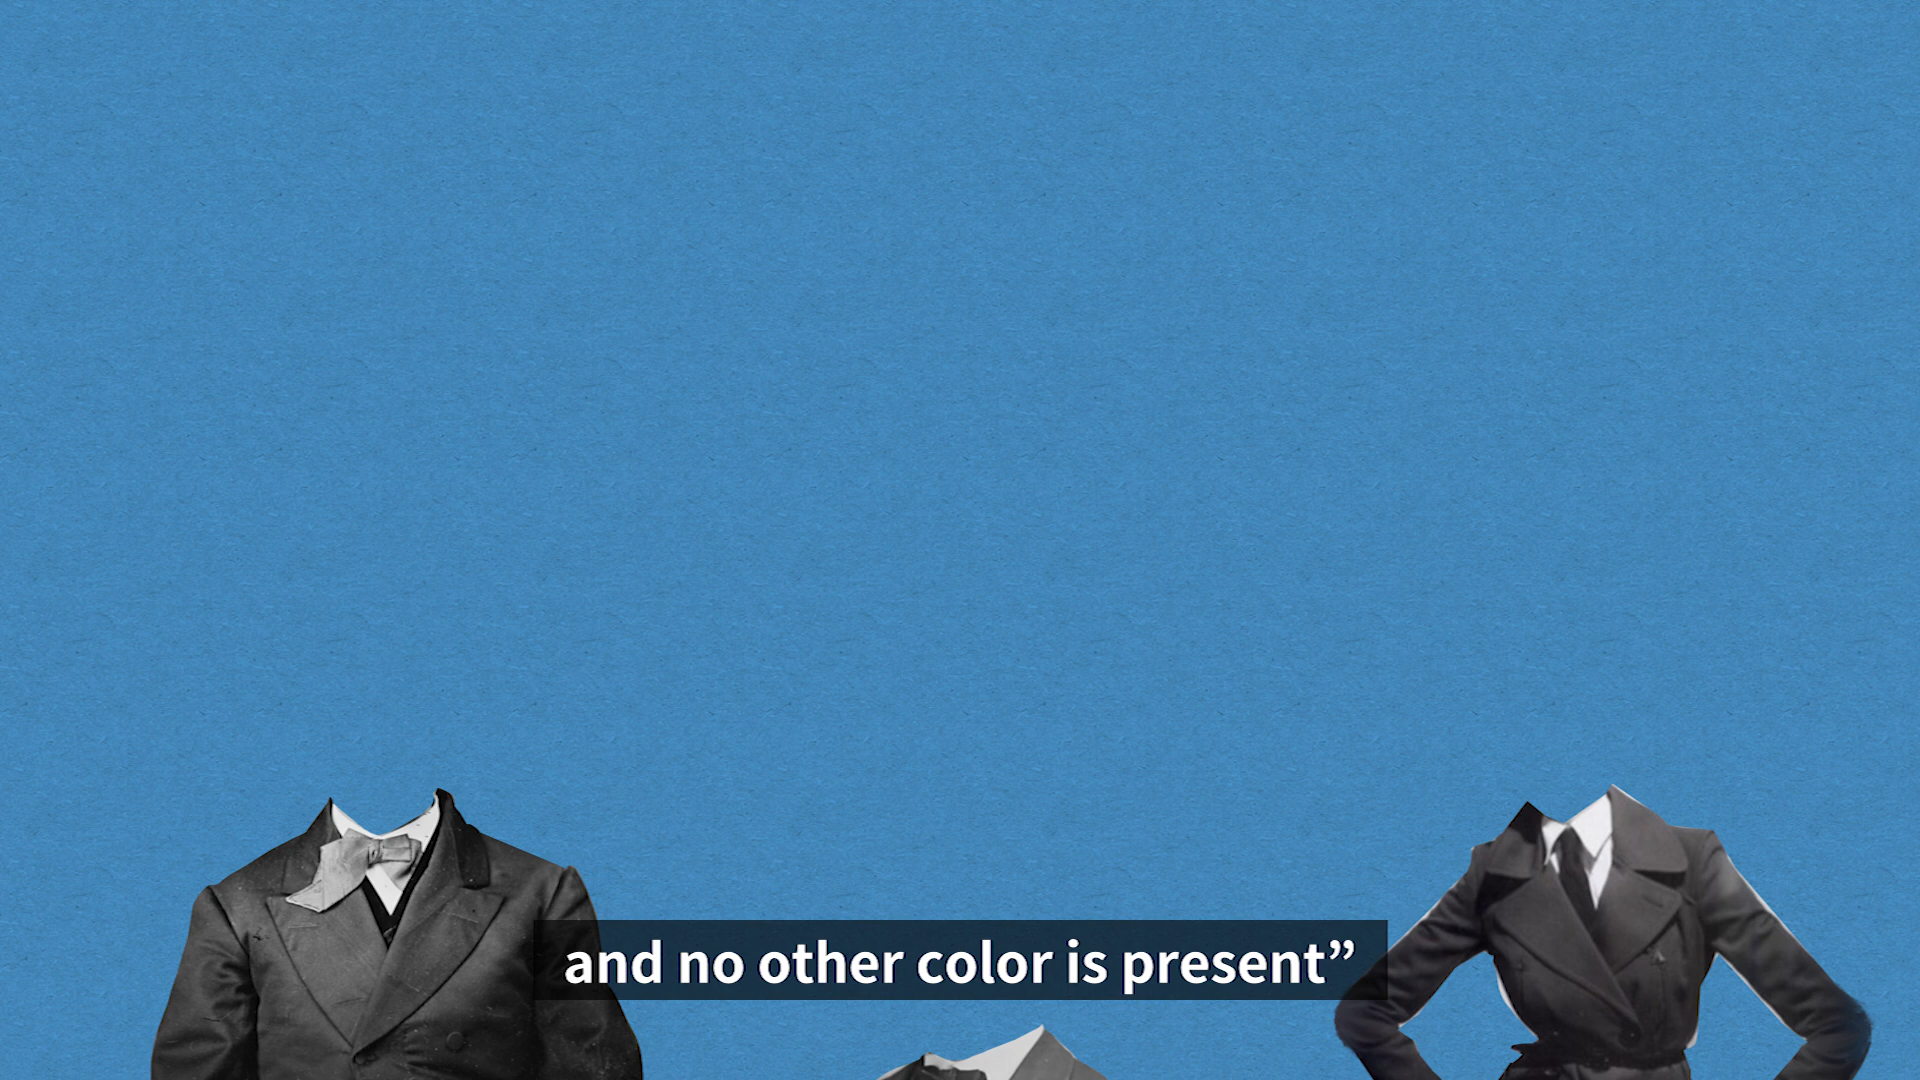 and no other color is present”